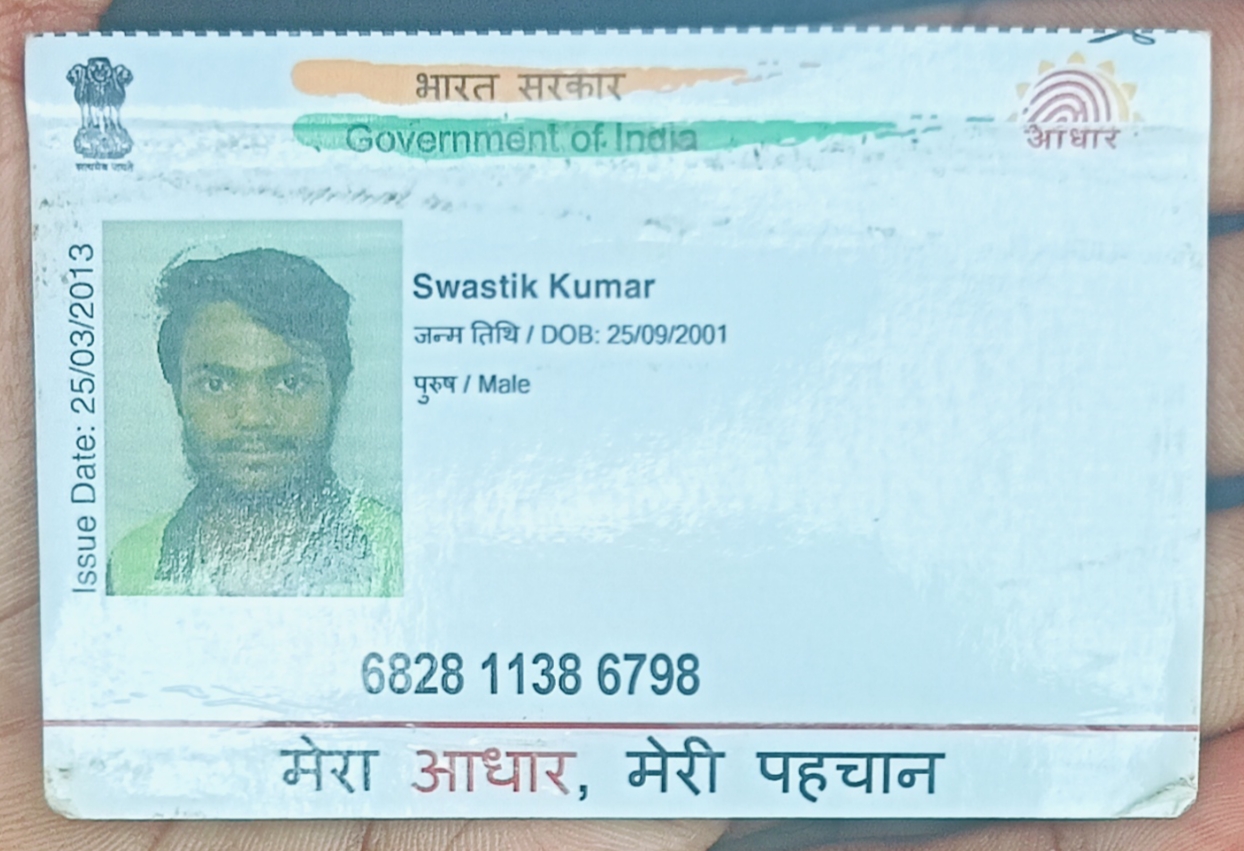 भारत सरकार
Government of India
आधार
सत्यमेव जयते
Issue Date: 25/03/2013
Swastik Kumar
जन्म तिथि / DOB: 25/09/2001
पुरुष / Male
6828 1138 6798
मेरा आधार, मेरी पहचान